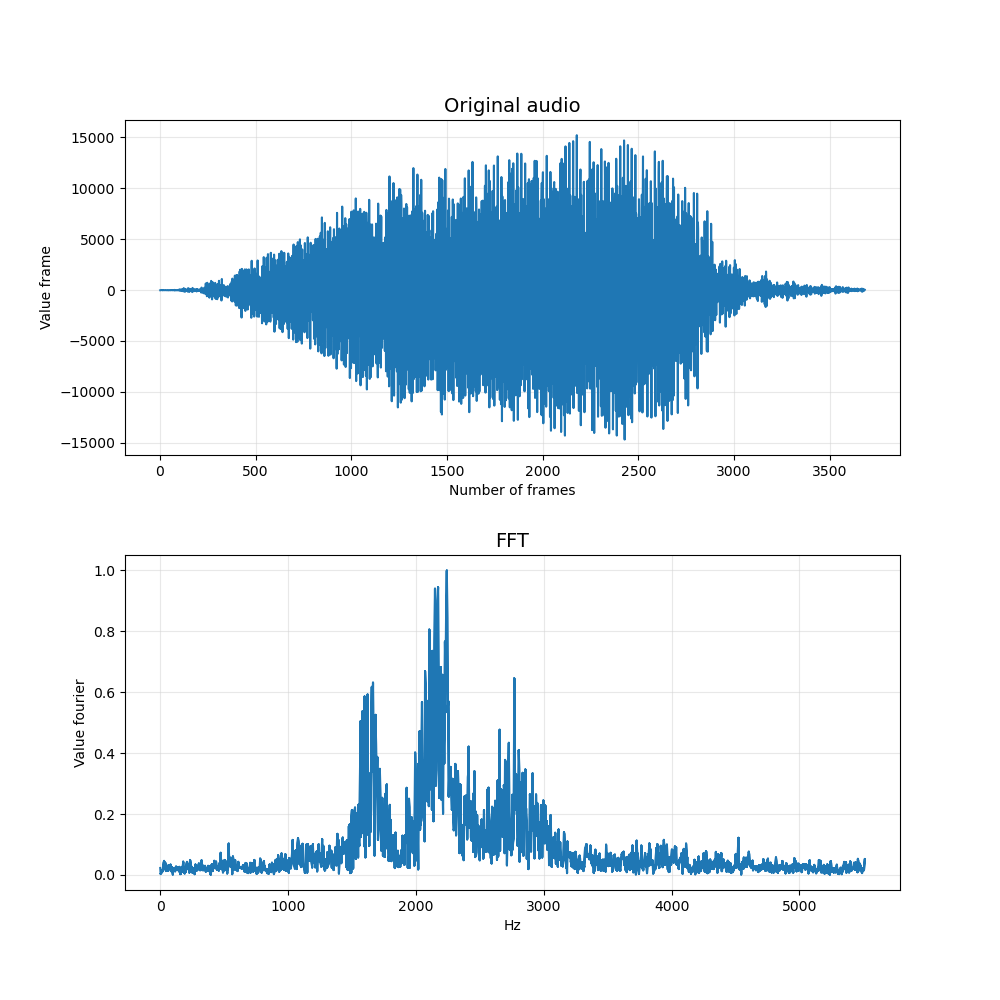 Original audio
15000
10000
5000
0
−5000
−10000
−15000
Value frame
0 500 1000 1500 2000 2500 3000 3500
Number of frames
FFT
1.0
0.8
0.6
0.4
0.2
0.0
Value fourier
0 1000 2000 3000 4000 5000
Hz